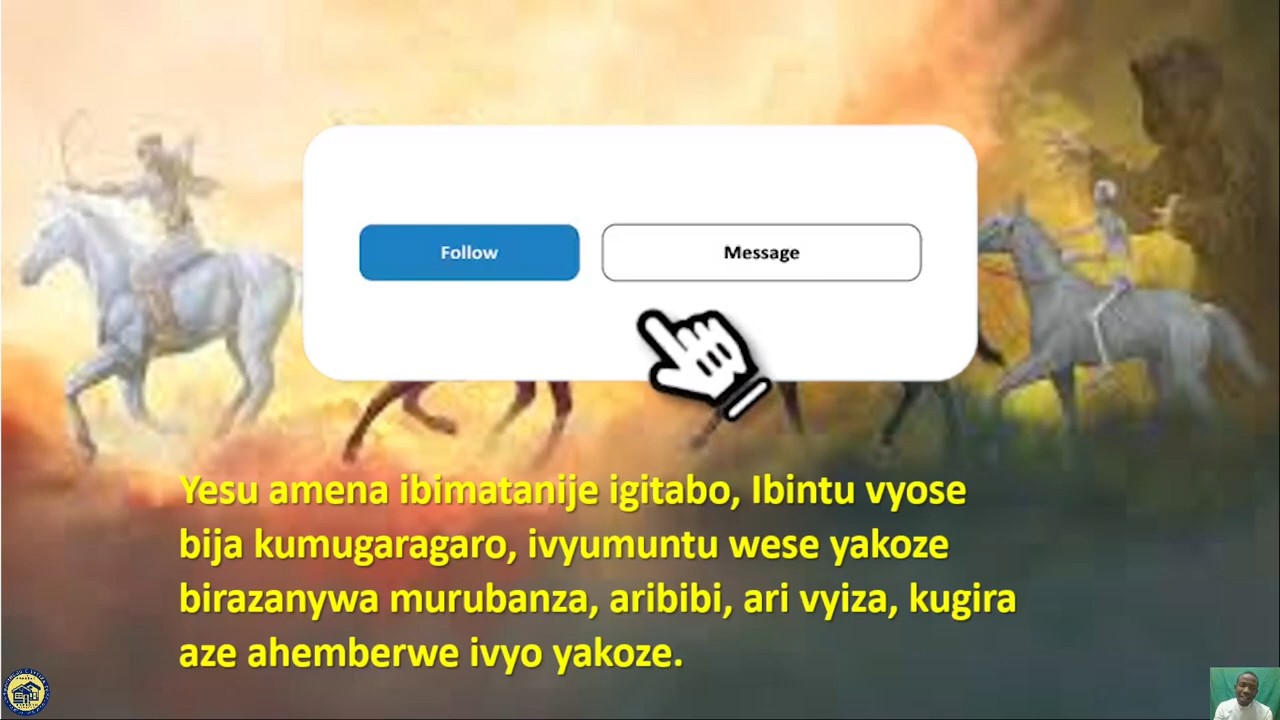 Follow
Message
Yesu amena ibimatanije igitabo, Ibintu vyose
bija kumugaragaro, ivyumuntu wese yakoze
birazanywa murubanza, aribibi, ari vyiza, kugira
aze ahemberwe ivyo yakoze.